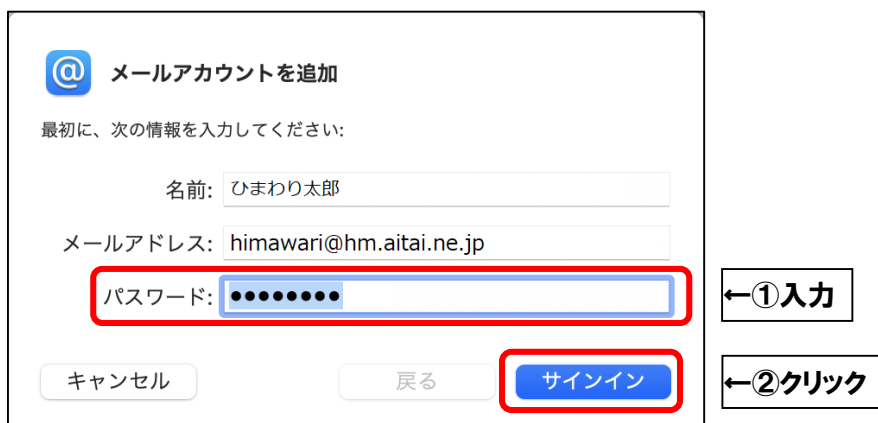 @ メールアカウントを追加
最初に、次の情報を入力してください:
名前: ひまわり太郎
メールアドレス: himawari@hm.aitai.ne.jp
パスワード: ●●●●●●●●
←①入力
キャンセル 戻る サインイン
←②クリック